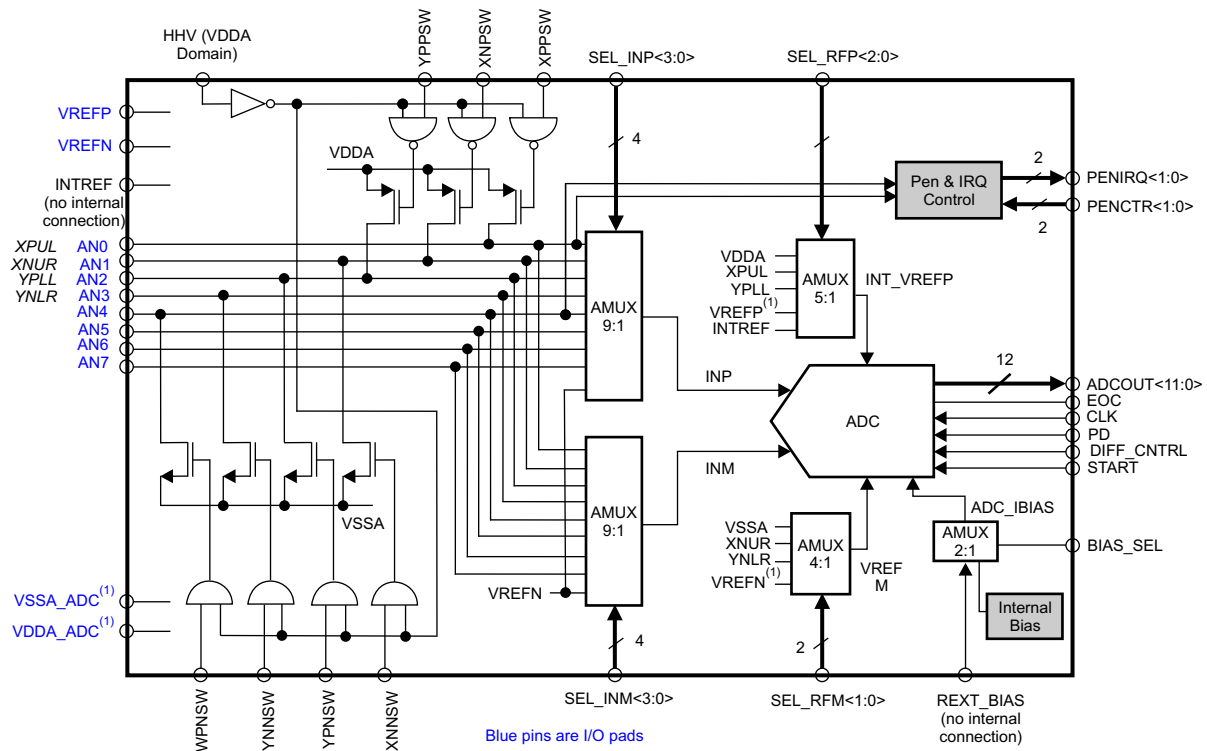 HHV (VDDA
Domain)
YPPSW
XNPSW
XPPSW
SEL_INP<3:0>
SEL_RFP<2:0>
VREFP
VREFN
INTREF
(no internal
connection)
VDDA
4
Pen & IRQ
Control
2
PENIRQ<1:0>
PENCTR<1:0>
2
XPUL AN0
XNUR AN1
YPLL AN2
YNLR AN3
AN4
AN5
AN6
AN7
AMUX
9:1
VDDA
XPUL
YPLL
VREFP(1)
INTREF
AMUX
5:1
INT_VREFP
INP
ADC
12
ADCOUT<11:0>
EOC
CLK
PD
DIFF_CNTRL
START
INM
AMUX
9:1
VSSA
VSSA
XNUR
YNLR
VREFN(1)
AMUX
4:1
VREF
M
ADC_IBIAS
AMUX
2:1
BIAS_SEL
Internal
Bias
VREFN
VSSA_ADC(1)
VDDA_ADC(1)
4
2
WPNSW
YNNSW
YPNSW
XNNSW
SEL_INM<3:0>
SEL_RFM<1:0>
REXT_BIAS
(no internal
connection)
Blue pins are I/O pads